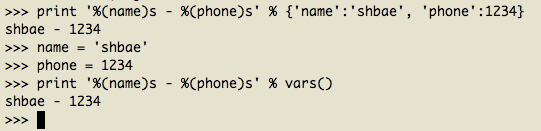 >>> print '%(name)s - %(phone)s' % {'name':'shbae', 'phone':1234}
shbae - 1234
>>> name = 'shbae'
>>> phone = 1234
>>> print '%(name)s - %(phone)s' % vars()
shbae - 1234
>>>